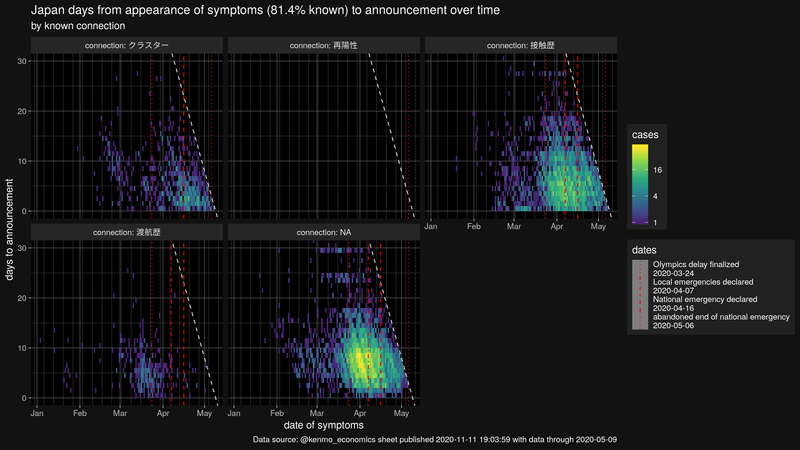 Japan days from appearance of symptoms (81.4% known) to announcement over time
by known connection
connection: クラスター
connection: 再陽性
connection: 接触歴
30
20
10
0
Jan
Feb
Mar
Apr
May
connection: 渡航歴
connection: NA
30
20
10
0
Jan
Feb
Mar
Apr
May
Jan
Feb
Mar
Apr
May
days to announcement
date of symptoms
cases
16
4
1
dates
Olympics delay finalized
2020-03-24
Local emergencies declared
2020-04-07
National emergency declared
2020-04-16
abandoned end of national emergency
2020-05-06
Data source: @kenmo_economics sheet published 2020-11-11 19:03:59 with data through 2020-05-09